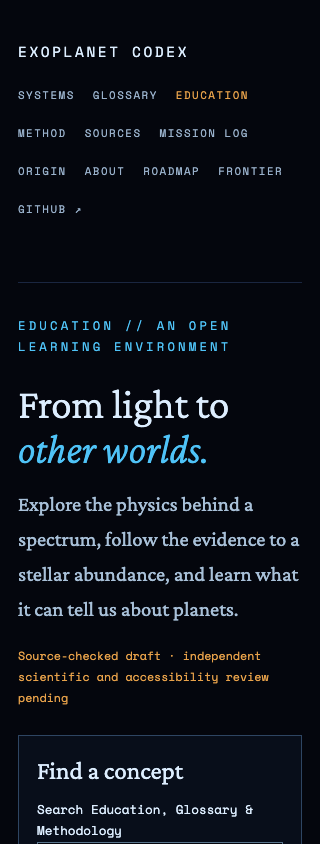 EXOPLANET CODEX
SYSTEMS GLOSSARY EDUCATION
METHOD SOURCES MISSION LOG
ORIGIN ABOUT ROADMAP FRONTIER
GITHUB ↗
EDUCATION // AN OPEN
LEARNING ENVIRONMENT
From light to
other worlds.
Explore the physics behind a
spectrum, follow the evidence to a
stellar abundance, and learn what
it can tell us about planets.
Source-checked draft · independent
scientific and accessibility review
pending
Find a concept
Search Education, Glossary &
Methodology